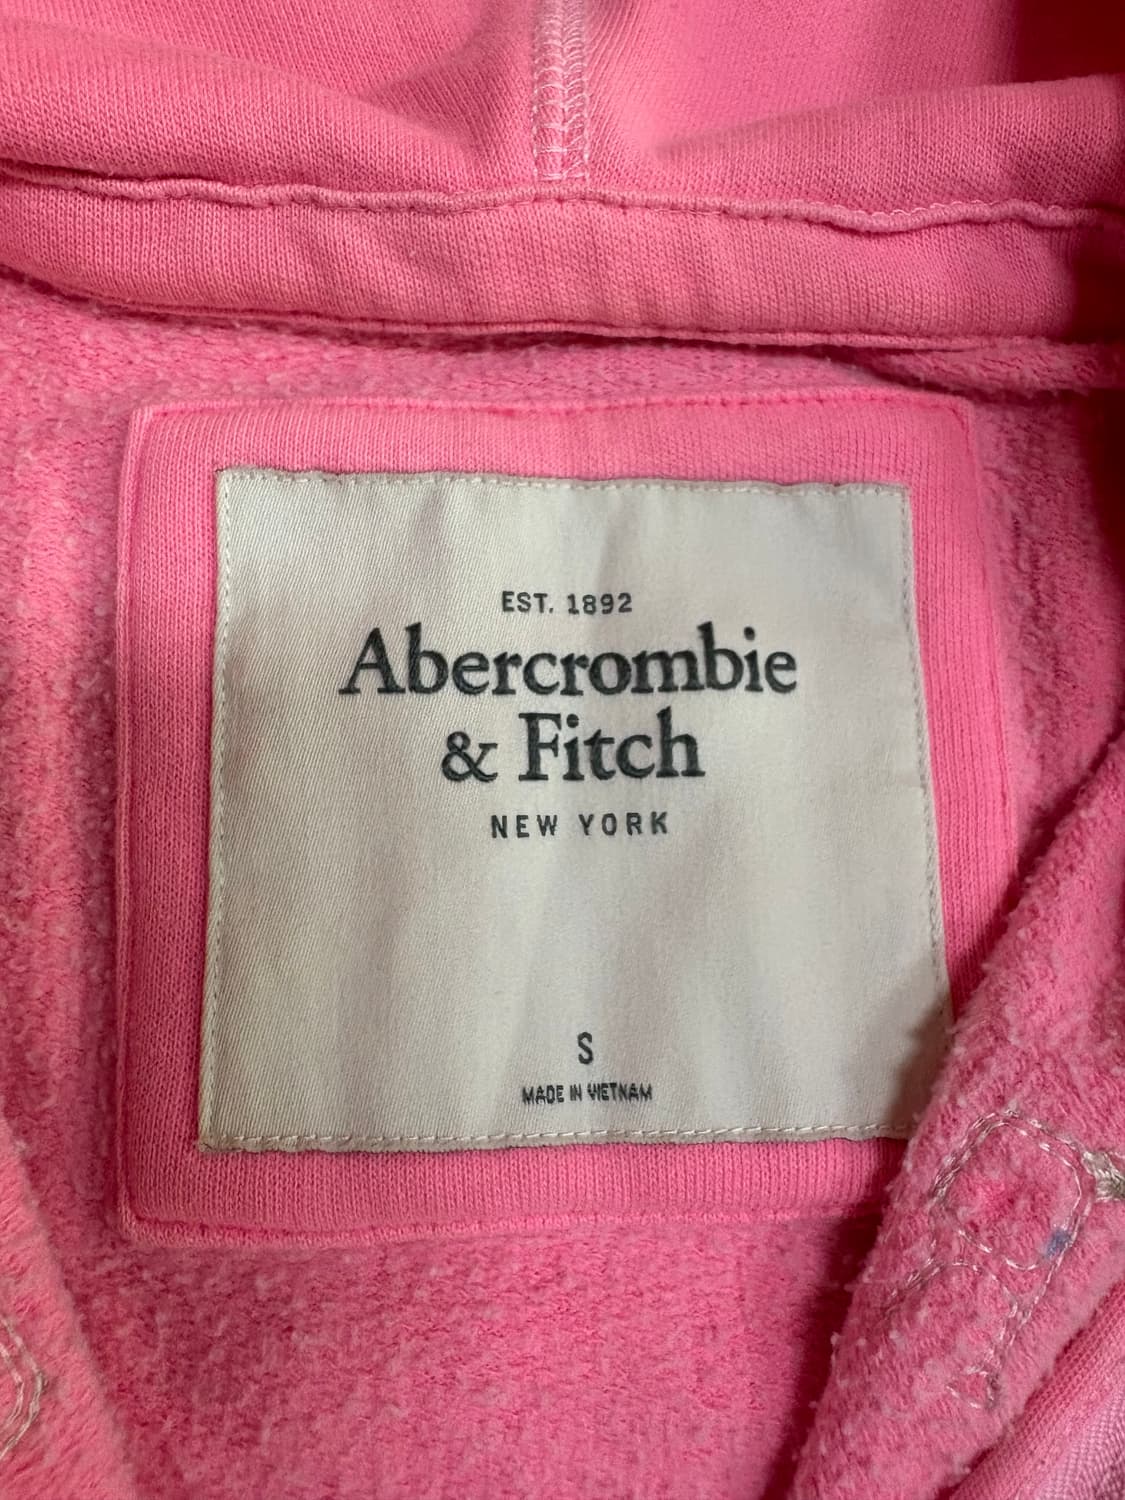 EST. 1892
Abercrombie
& Fitch
NEW YORK
S
MADE IN VIETNAM